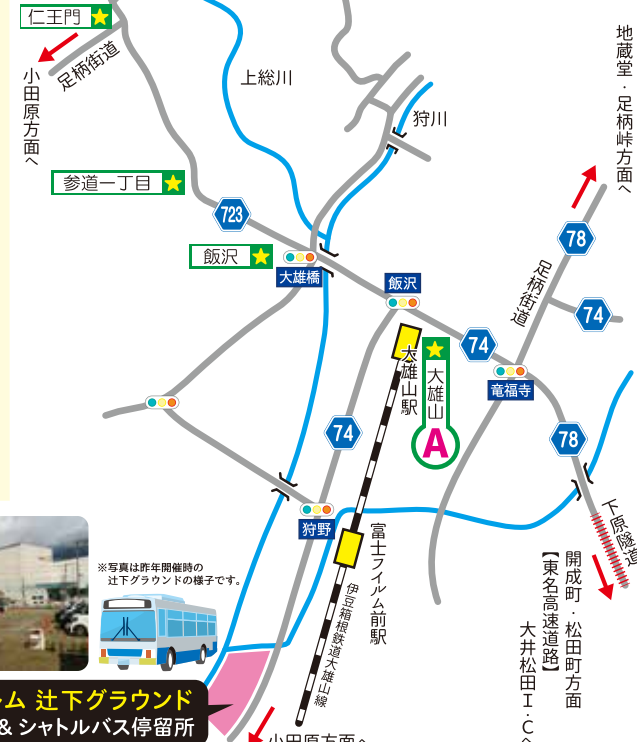 仁王門
足柄街道
小田原方面へ
上総川
狩川
地蔵堂・足柄峠方面へ
参道一丁目
723
78
飯沢
大雄橋
飯沢
足柄街道
74
74
大雄山駅
大雄山
A
竜福寺
74
78
狩野
下原隧道
※写真は昨年開催時の
辻下グラウンドの様子です。
富士フイルム前駅
伊豆箱根鉄道大雄山線
開成町・松田町方面
【東名高速道路】
大井松田I・Cへ
ム 辻下グラウンド
& シャトルバス停留所
小田原方面へ